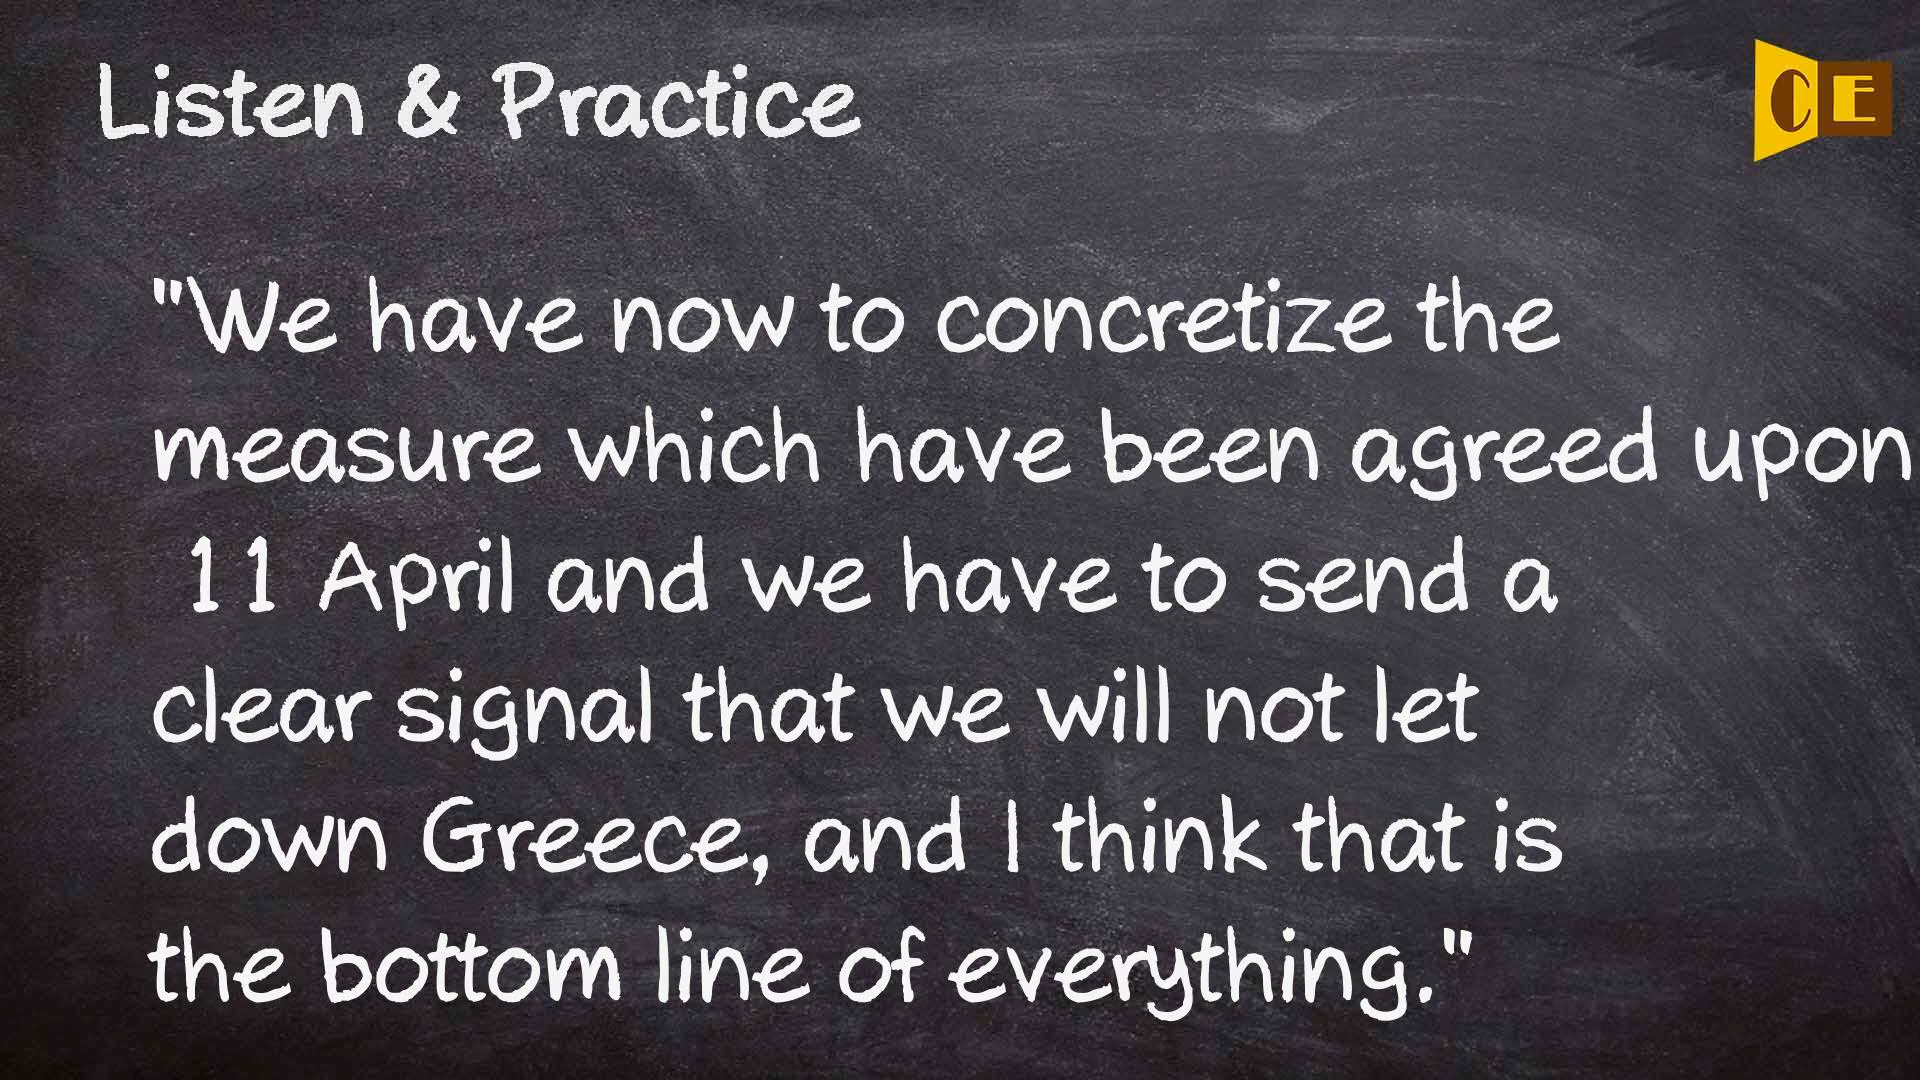 Listen & Practice
CE
"We have now to concretize the
measure which have been agreed upon
11 April and we have to send a
clear signal that we will not let
down Greece, and I think that is
the bottom line of everything."